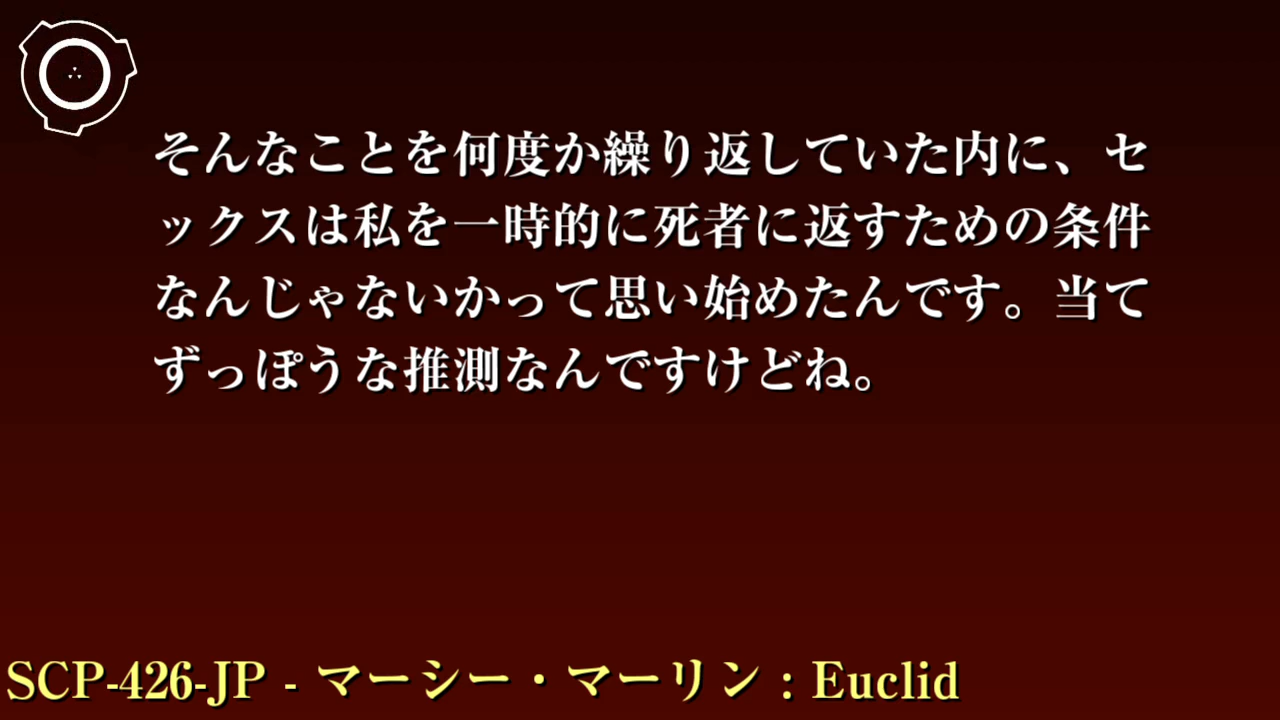 そんなことを何度か繰り返していた内に、セ
ックスは私を一時的に死者に返すための条件
なんじゃないかって思い始めたんです。当て
ずっぽうな推測なんですけどね。
SCP-426-JP - マーシー・マーリン : Euclid